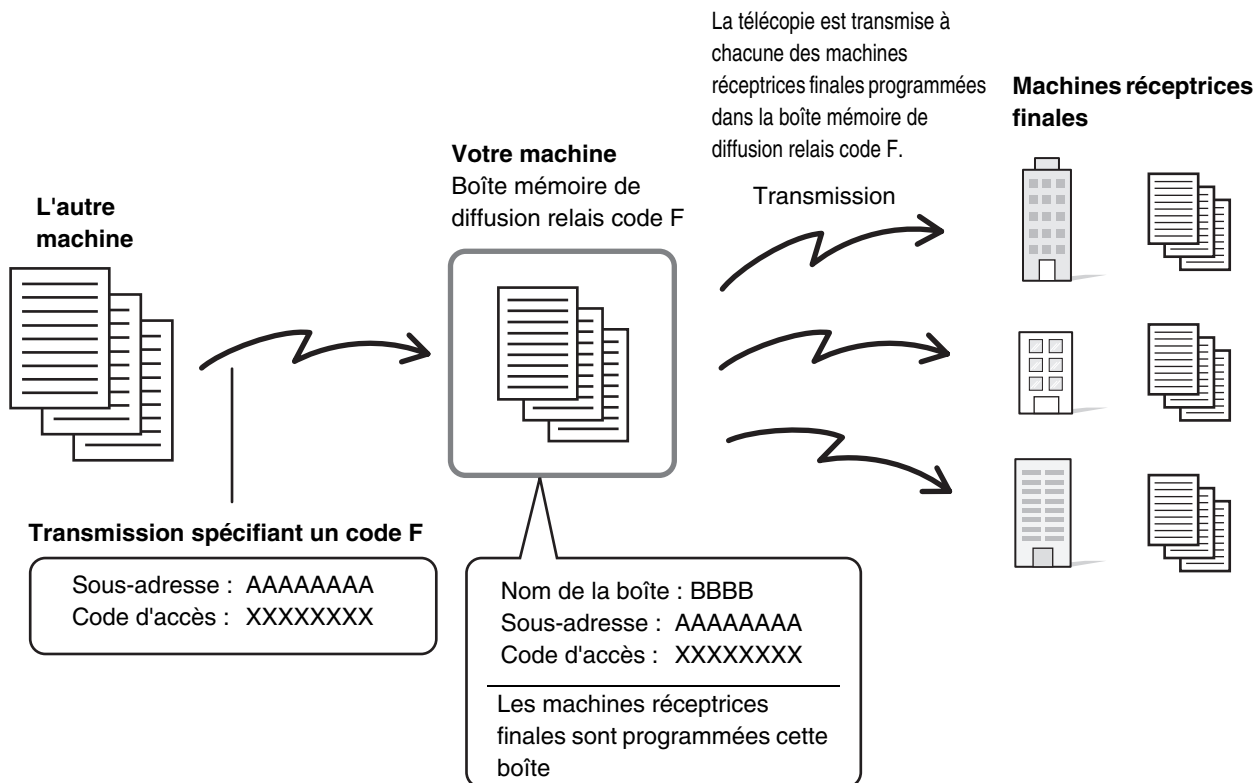 La télécopie est transmise à
chacune des machines
réceptrices finales programmées
dans la boîte mémoire de
diffusion relais code F.
Machines réceptrices
finales
Votre machine
Boîte mémoire de
diffusion relais code F
Transmission
L'autre
machine
Transmission spécifiant un code F
Sous-adresse : AAAAAAAA
Code d'accès : XXXXXXXX
Nom de la boîte : BBBB
Sous-adresse : AAAAAAAA
Code d'accès : XXXXXXXX
Les machines réceptrices
finales sont programmées cette
boîte